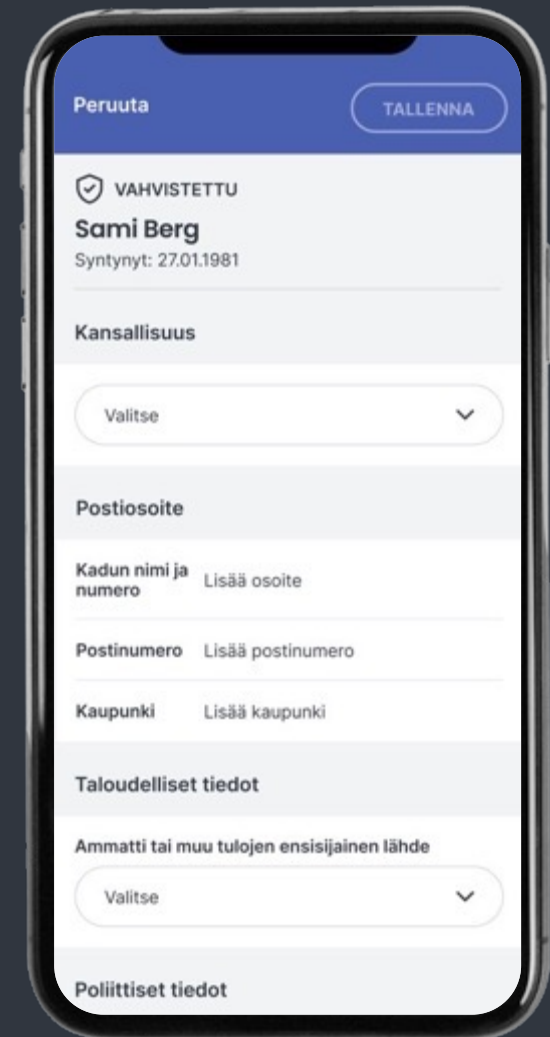 Peruuta
TALLENNA
VAHVISTETTU
Sami Berg
Syntynyt: 27.01.1981
Kansallisuus
Valitse
Postiosoite
Kadun nimi ja
numero
Lisää osoite
Postinumero Lisää postinumero
Kaupunki Lisää kaupunki
Taloudelliset tiedot
Ammatti tai muu tulojen ensisijainen lähde
Valitse
Poliittiset tiedot